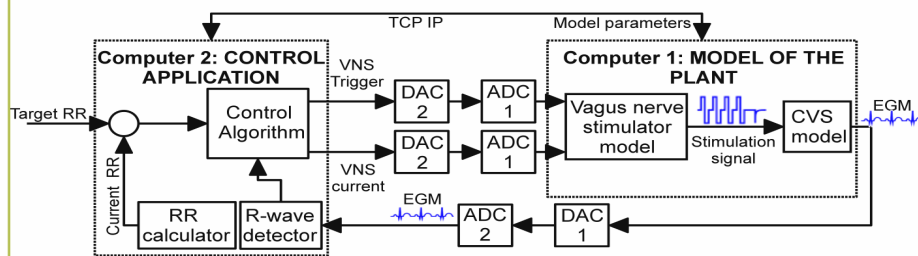 TCP IP
Model parameters
Computer 2: CONTROL
APPLICATION
VNS
Trigger
Computer 1: MODEL OF THE
PLANT
Target RR
Control
Algorithm
DAC
2
ADC
1
Vagus nerve
stimulator
model
Stimulation
signal
CVS
model
EGM
DAC
2
ADC
1
VNS
current
Current RR
RR
calculator
R-wave
detector
EGM
ADC
2
DAC
1